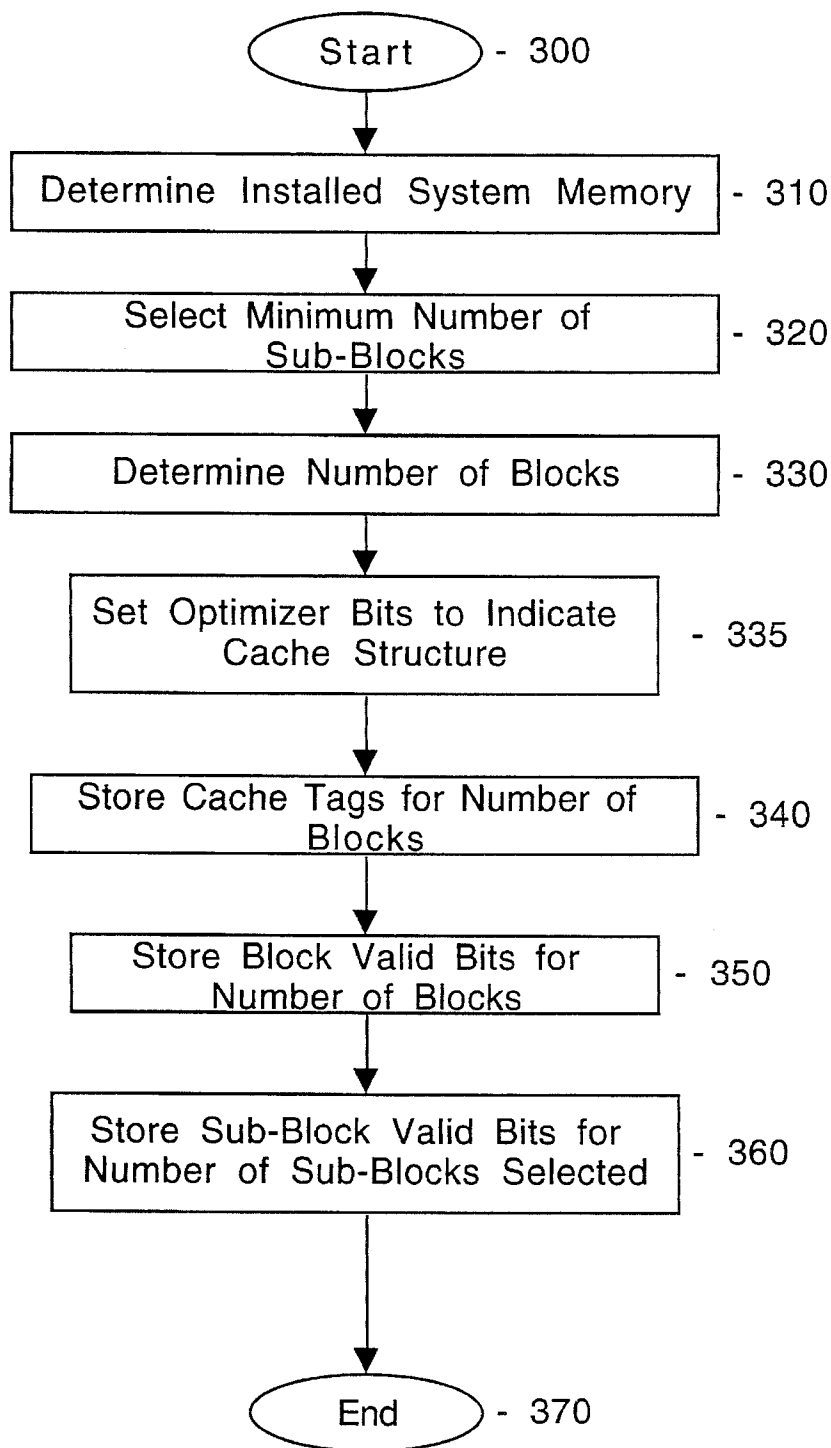 Start - 300
Determine Installed System Memory - 310
Select Minimum Number of
Sub-Blocks - 320
Determine Number of Blocks - 330
Set Optimizer Bits to Indicate
Cache Structure - 335
Store Cache Tags for Number of
Blocks - 340
Store Block Valid Bits for
Number of Blocks - 350
Store Sub-Block Valid Bits for
Number of Sub-Blocks Selected - 360
End - 370